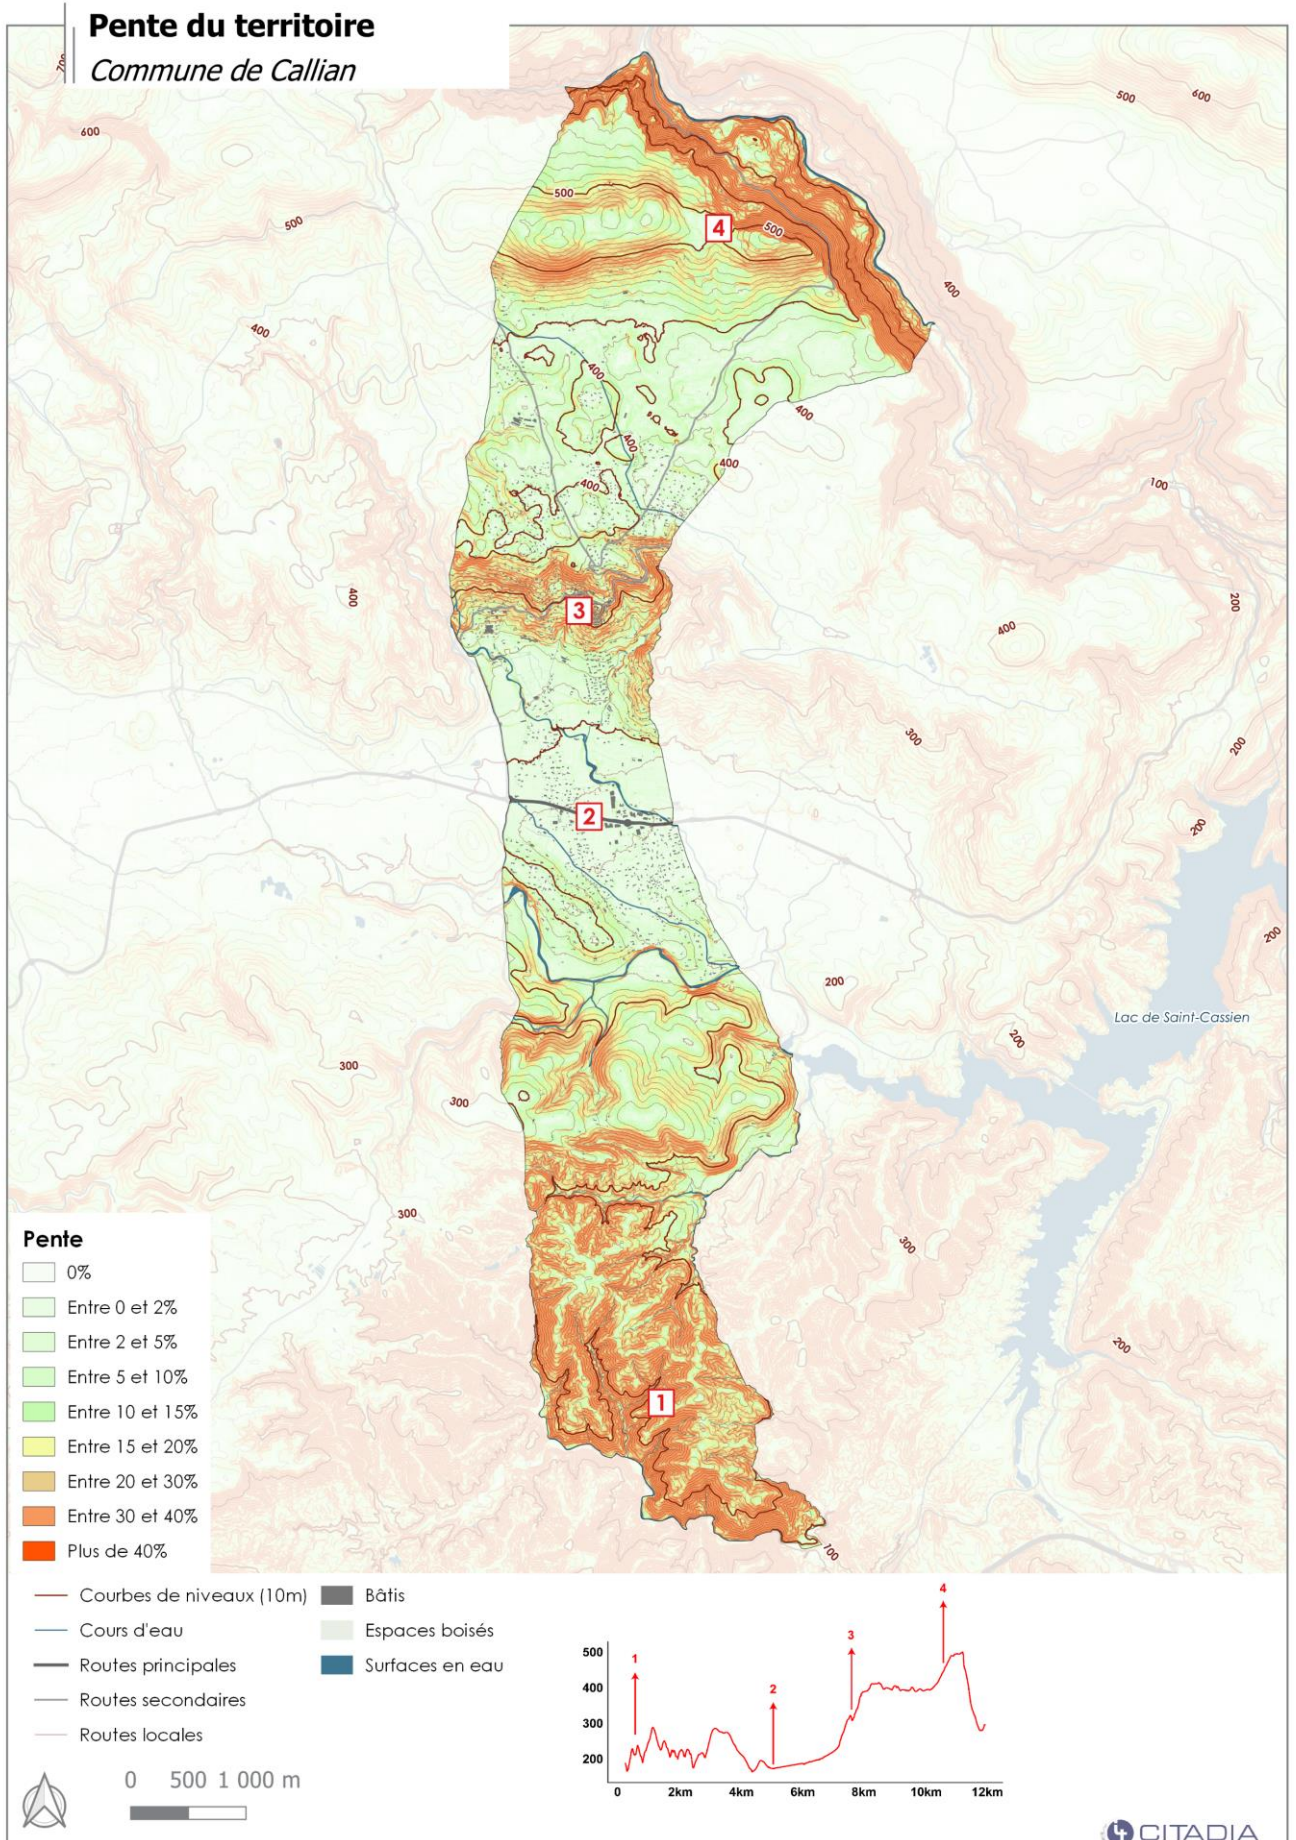 Pente du territoire
Commune de Callian
700
600
500
600
500
500
4
500
400
400
400
400
400
400
400
100
400
200
3
400
300
200
2
200
200
200
Lac de Saint-Cassien
200
300
300
300
300
200
1
100
Pente
0%
Entre 0 et 2%
Entre 2 et 5%
Entre 5 et 10%
Entre 10 et 15%
Entre 15 et 20%
Entre 20 et 30%
Entre 30 et 40%
Plus de 40%
Courbes de niveaux (10m)
Cours d'eau
Routes principales
Routes secondaires
Routes locales
Bâtis
Espaces boisés
Surfaces en eau
0 500 1 000 m
500
400
300
200
1
2
3
4
0 2km 4km 6km 8km 10km 12km
CITADIA